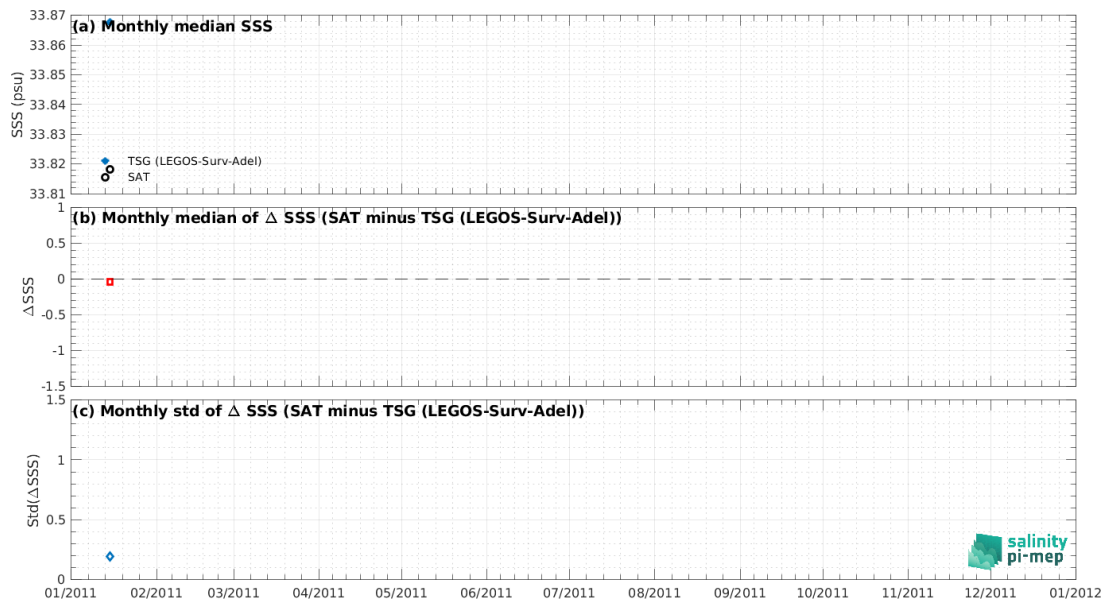 (a) Monthly median SSS
33.87
33.86
33.85
33.84
33.83
33.82
33.81
SSS (psu)
TSG (LEGOS-Surv-Adel)
SAT
(b) Monthly median of Δ SSS (SAT minus TSG (LEGOS-Surv-Adel))
1
0.5
0
-0.5
-1
-1.5
ΔSSS
(c) Monthly std of Δ SSS (SAT minus TSG (LEGOS-Surv-Adel))
1.5
1
0.5
0
Std(ΔSSS)
salinity
pi-mep
01/2011 02/2011 03/2011 04/2011 05/2011 06/2011 07/2011 08/2011 09/2011 10/2011 11/2011 12/2011 01/2012